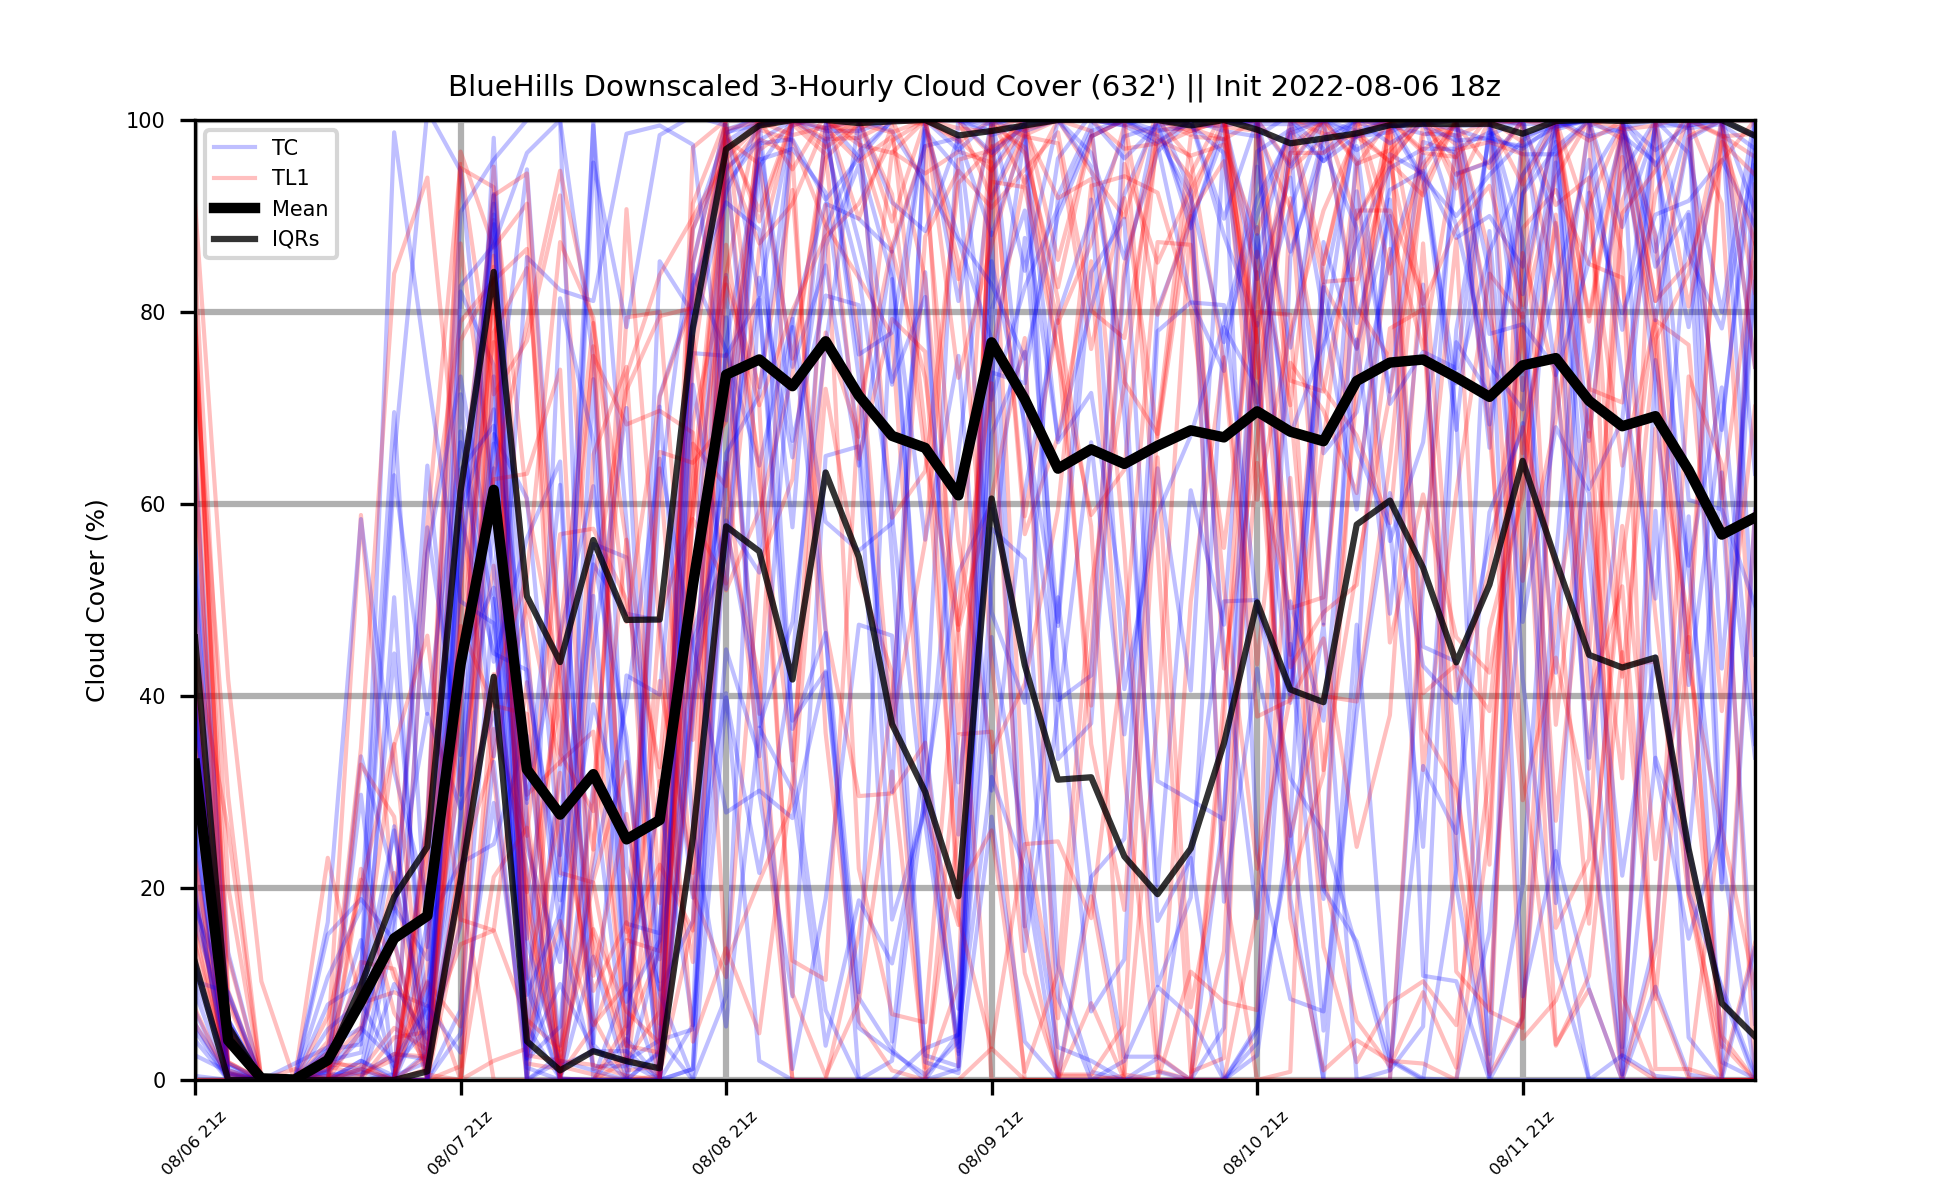 BlueHills Downscaled 3-Hourly Cloud Cover (632') || Init 2022-08-06 18z
TC
TL1
Mean
IQRs
Cloud Cover (%)
100
80
60
40
20
0
08/06 21z
08/07 21z
08/08 21z
08/09 21z
08/10 21z
08/11 21z